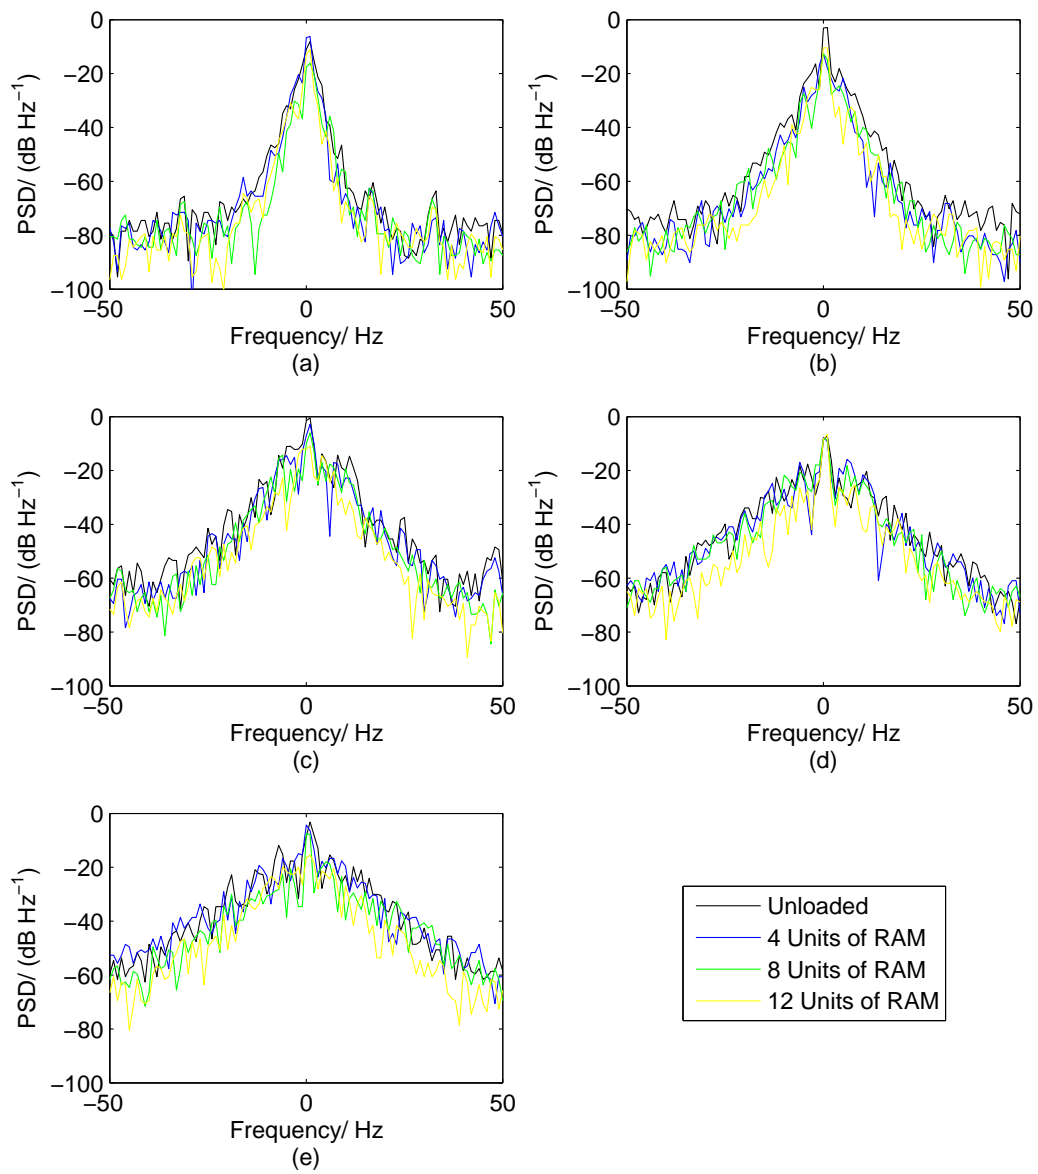 0
−20
−40
−60
−80
−100
−50
0
50
PSD/ (dB Hz−1)
Frequency/ Hz
(a)
0
−20
−40
−60
−80
−100
−50
0
50
PSD/ (dB Hz−1)
Frequency/ Hz
(b)
0
−20
−40
−60
−80
−100
−50
0
50
PSD/ (dB Hz−1)
Frequency/ Hz
(c)
0
−20
−40
−60
−80
−100
−50
0
50
PSD/ (dB Hz−1)
Frequency/ Hz
(d)
0
−20
−40
−60
−80
−100
−50
0
50
PSD/ (dB Hz−1)
Frequency/ Hz
(e)
Unloaded
4 Units of RAM
8 Units of RAM
12 Units of RAM